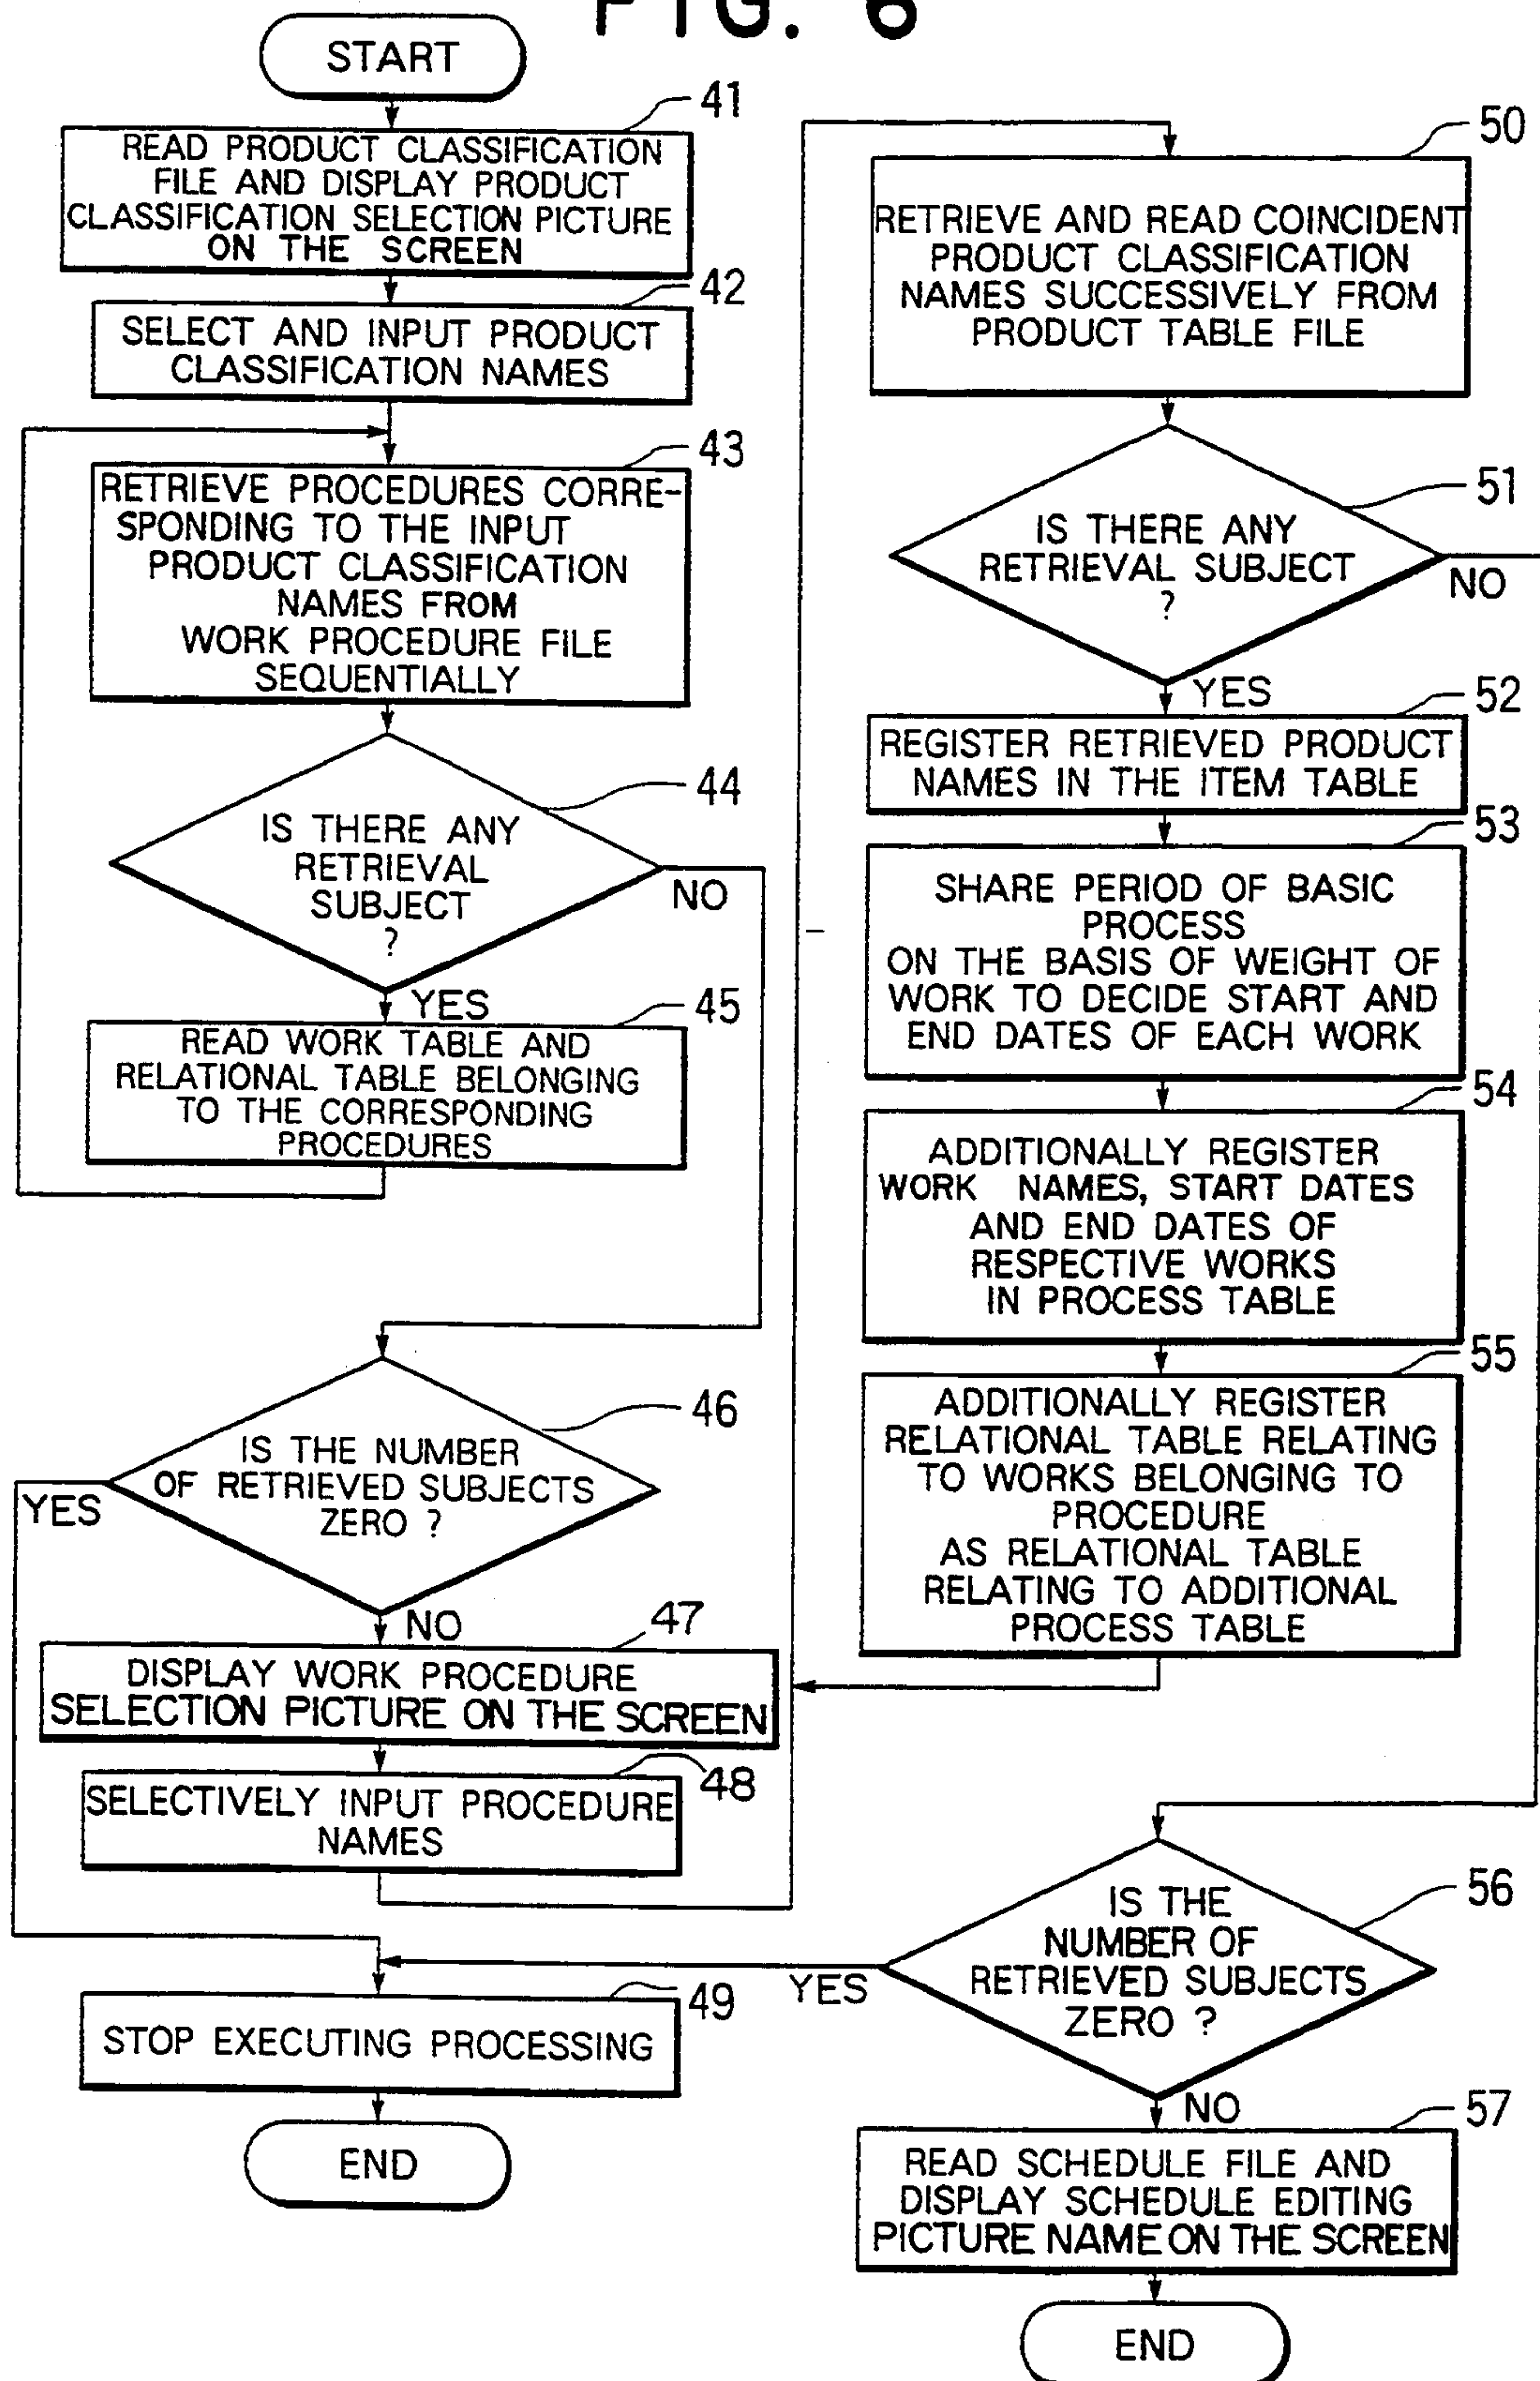 FIG. 6
START
41
READ PRODUCT CLASSIFICATION
FILE AND DISPLAY PRODUCT
CLASSIFICATION SELECTION PICTURE
ON THE SCREEN
42
SELECT AND INPUT PRODUCT
CLASSIFICATION NAMES
43
RETRIEVE PROCEDURES CORRE-
SPONDING TO THE INPUT
PRODUCT CLASSIFICATION
NAMES FROM
WORK PROCEDURE FILE
SEQUENTIALLY
44
IS THERE ANY
RETRIEVAL
SUBJECT
?
NO
YES
45
READ WORK TABLE AND
RELATIONAL TABLE BELONGING
TO THE CORRESPONDING
PROCEDURES
46
IS THE NUMBER
OF RETRIEVED SUBJECTS
ZERO ?
YES
NO
47
DISPLAY WORK PROCEDURE
SELECTION PICTURE ON THE SCREEN
48
SELECTIVELY INPUT PROCEDURE
NAMES
49
STOP EXECUTING PROCESSING
END
50
RETRIEVE AND READ COINCIDENT
PRODUCT CLASSIFICATION
NAMES SUCCESSIVELY FROM
PRODUCT TABLE FILE
51
IS THERE ANY
RETRIEVAL SUBJECT
?
NO
YES
52
REGISTER RETRIEVED PRODUCT
NAMES IN THE ITEM TABLE
53
SHARE PERIOD OF BASIC
PROCESS
ON THE BASIS OF WEIGHT OF
WORK TO DECIDE START AND
END DATES OF EACH WORK
54
ADDITIONALLY REGISTER
WORK NAMES, START DATES
AND END DATES OF
RESPECTIVE WORKS
IN PROCESS TABLE
55
ADDITIONALLY REGISTER
RELATIONAL TABLE RELATING
TO WORKS BELONGING TO
PROCEDURE
AS RELATIONAL TABLE
RELATING TO ADDITIONAL
PROCESS TABLE
56
IS THE
NUMBER OF
RETRIEVED SUBJECTS
ZERO ?
YES
NO
57
READ SCHEDULE FILE AND
DISPLAY SCHEDULE EDITING
PICTURE NAME ON THE SCREEN
END